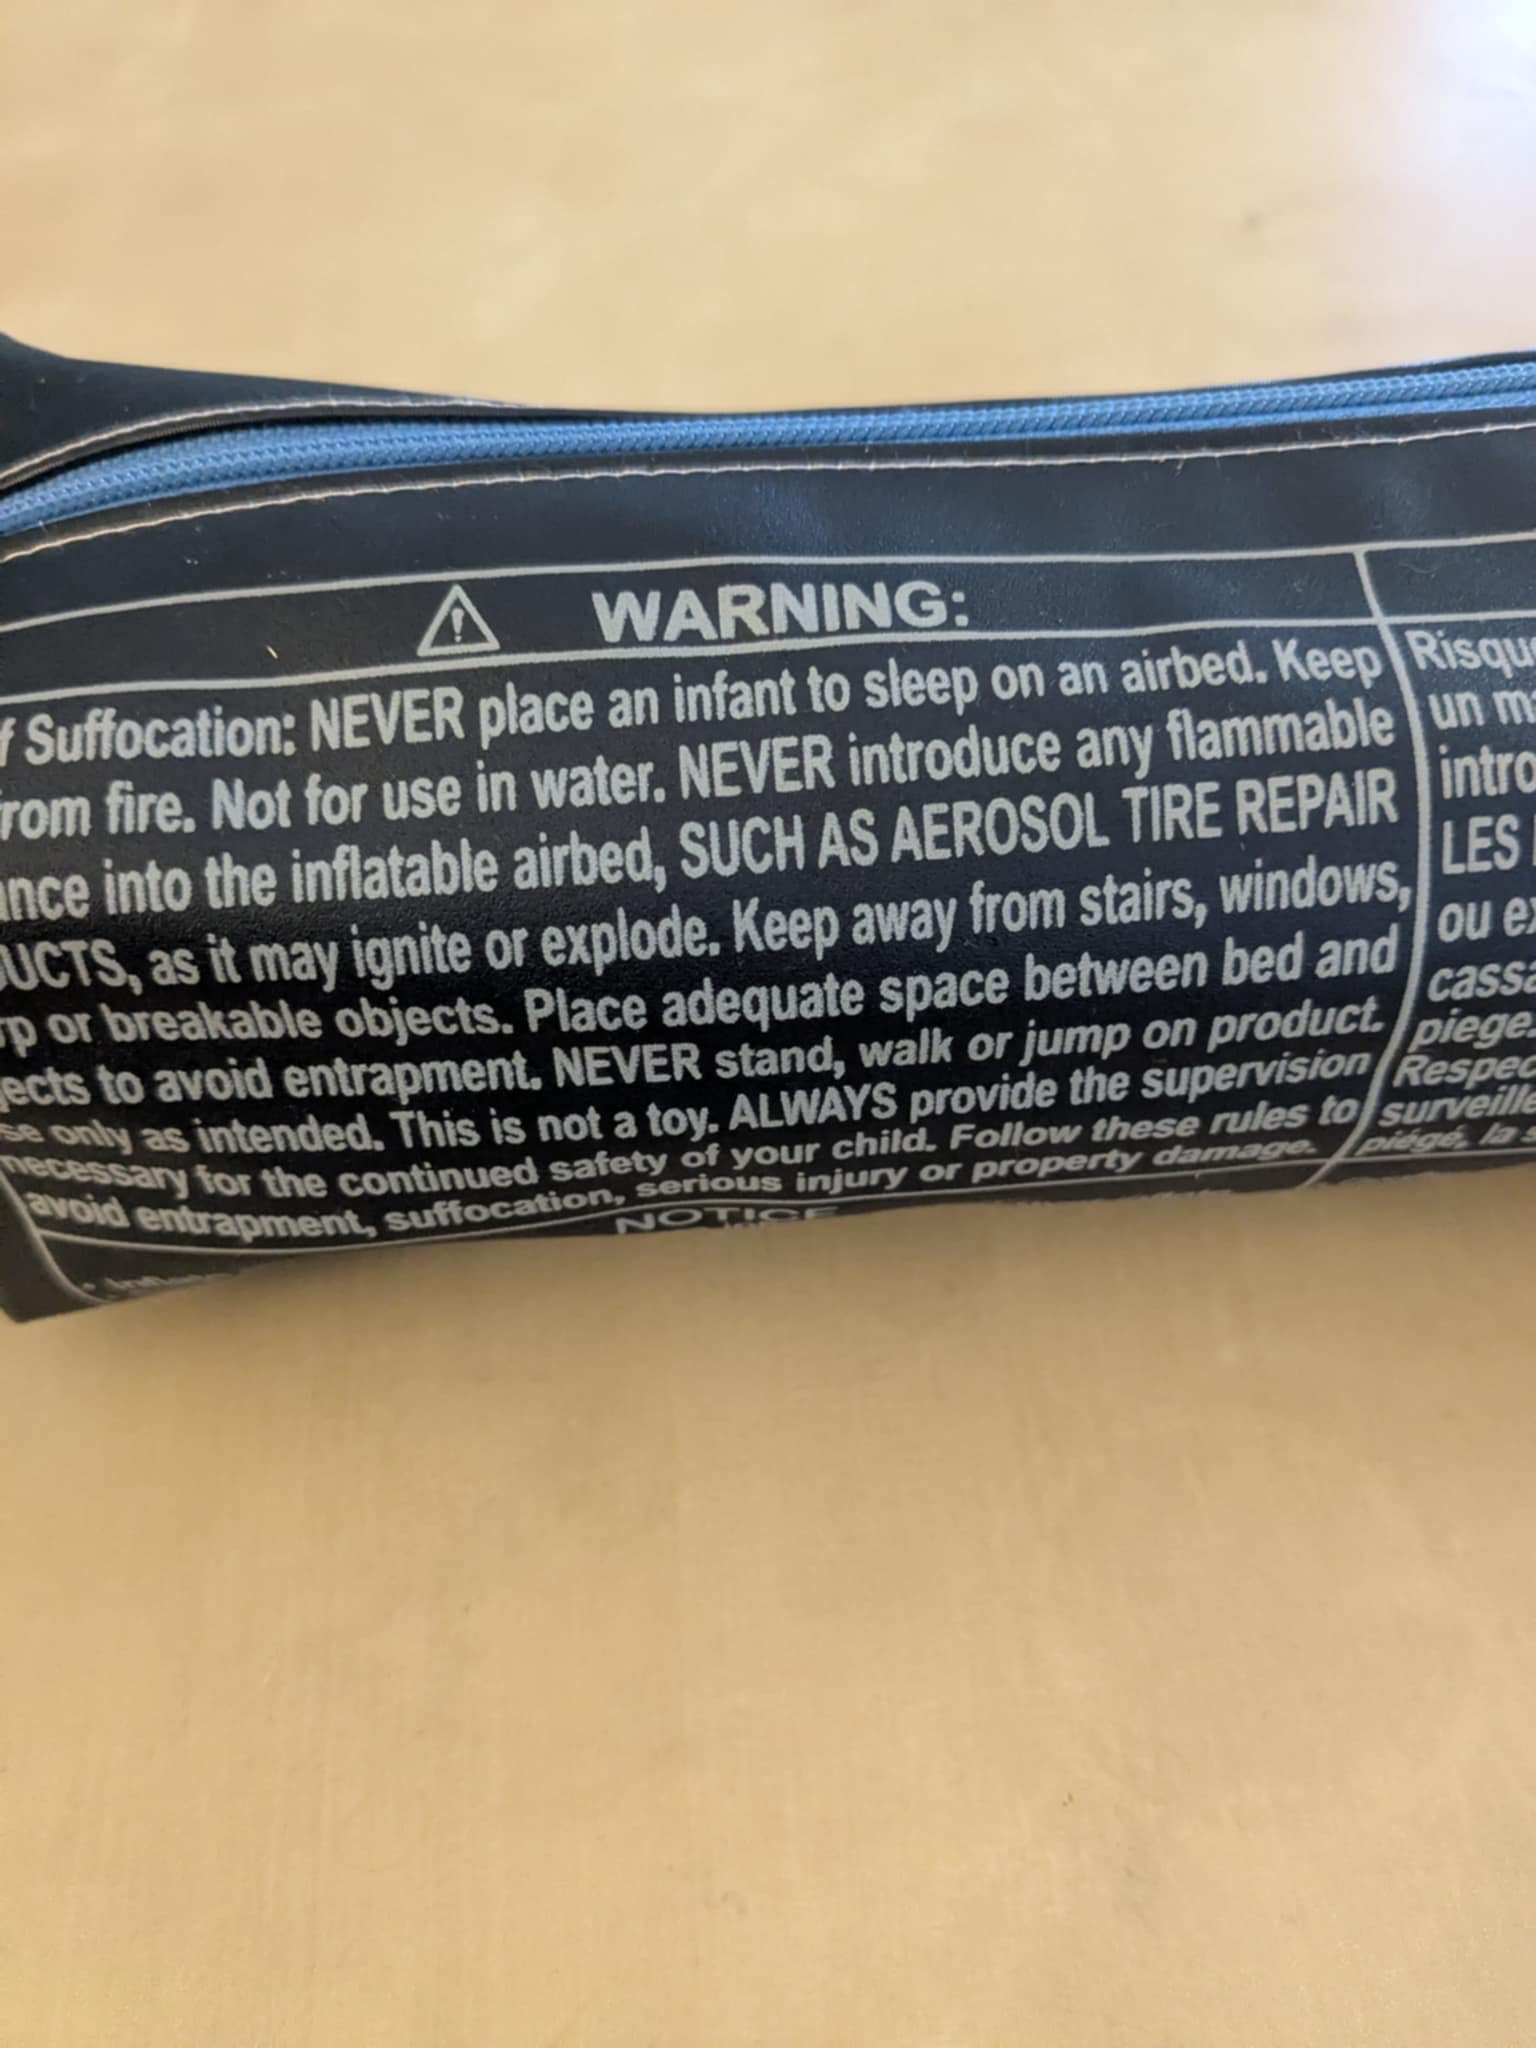 WARNING:
f Suffocation: NEVER place an infant to sleep on an airbed. Keep
rom fire. Not for use in water. NEVER introduce any flammable
ance into the inflatable airbed, SUCH AS AEROSOL TIRE REPAIR
UCTS, as it may ignite or explode. Keep away from stairs, windows,
rp or breakable objects. Place adequate space between bed and
ects to avoid entrapment. NEVER stand, walk or jump on product.
se only as intended. This is not a toy. ALWAYS provide the supervision
necessary for the continued safety of your child. Follow these rules to
avoid entrapment, suffocation, serious injury or property damage.
NOTICE
Risqu
un m
intro
LES
ou ex
cassa
piege
Respec
surveille
piégé, la s